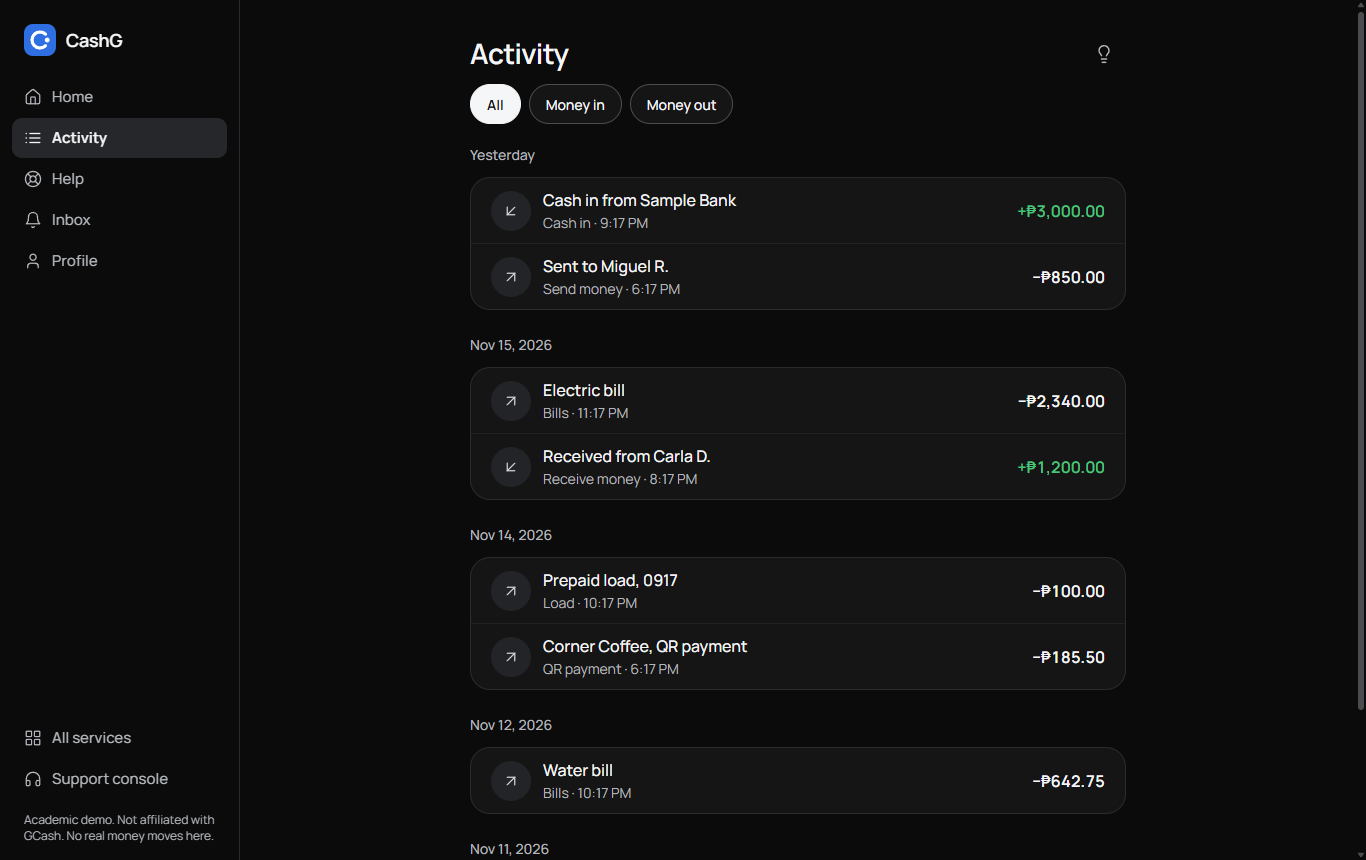 CashG
Home
Activity
Help
Inbox
Profile
All services
Support console
Academic demo. Not affiliated with
GCash. No real money moves here.
Activity
All
Money in
Money out
Yesterday
Cash in from Sample Bank
Cash in · 9:17 PM
+₱3,000.00
Sent to Miguel R.
Send money · 6:17 PM
−₱850.00
Nov 15, 2026
Electric bill
Bills · 11:17 PM
−₱2,340.00
Received from Carla D.
Receive money · 8:17 PM
+₱1,200.00
Nov 14, 2026
Prepaid load, 0917
Load · 10:17 PM
−₱100.00
Corner Coffee, QR payment
QR payment · 6:17 PM
−₱185.50
Nov 12, 2026
Water bill
Bills · 10:17 PM
−₱642.75
Nov 11, 2026